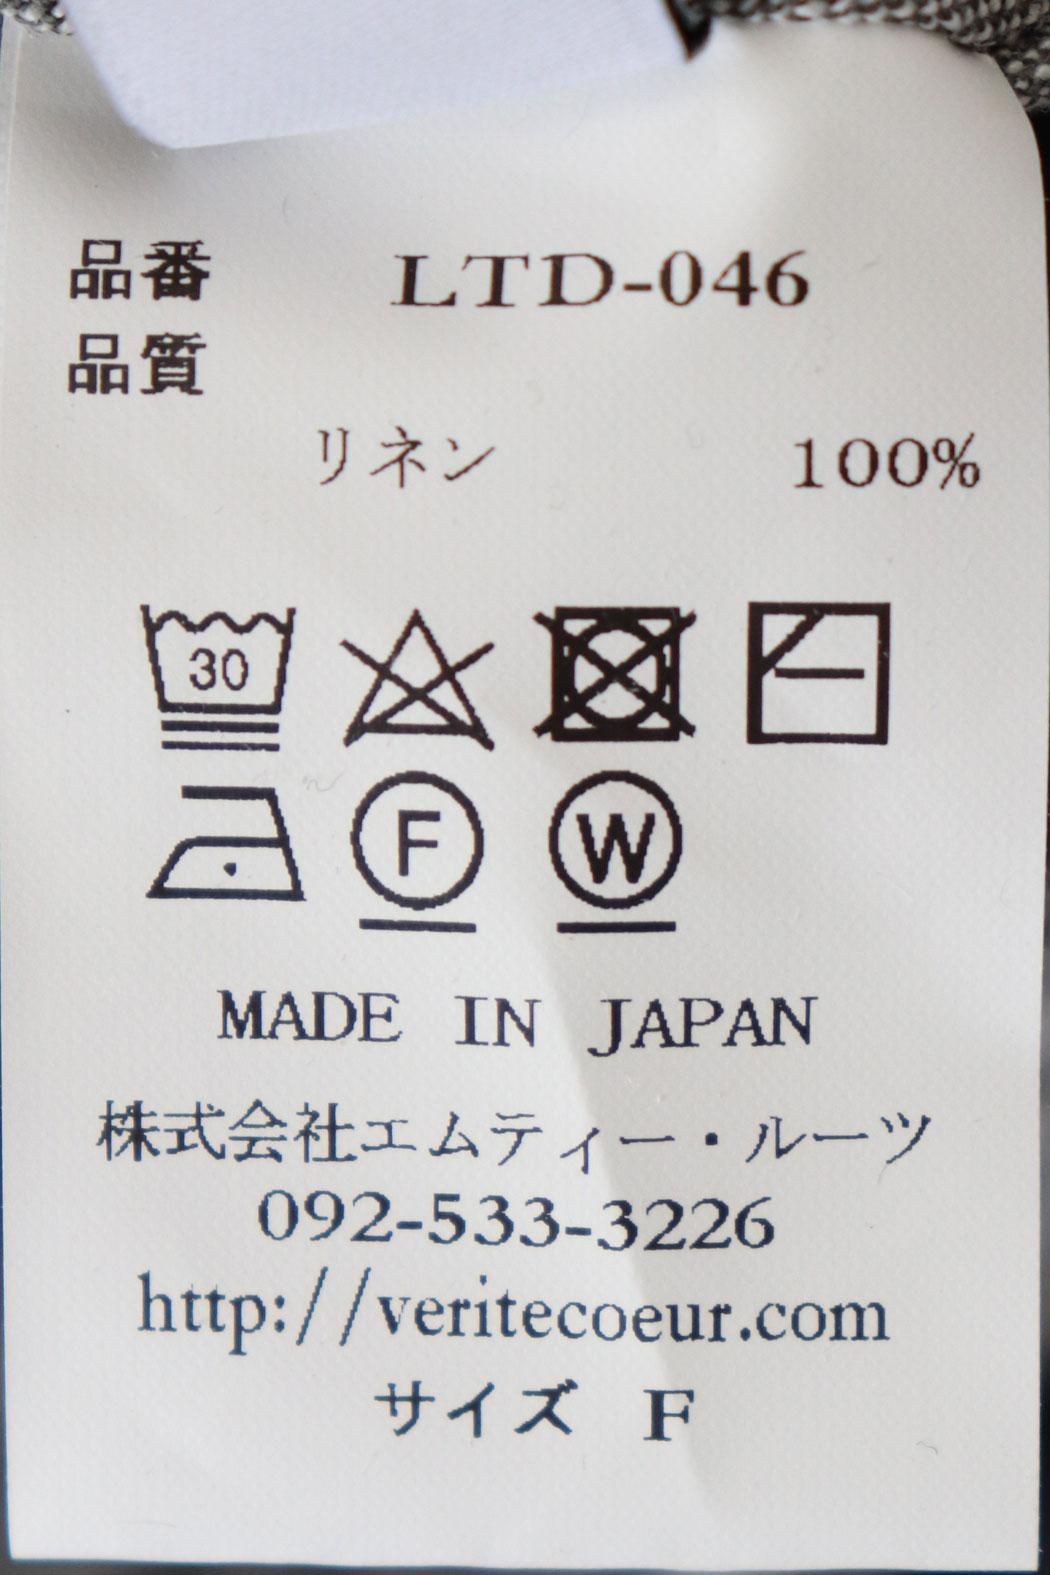 品番 LTD-046
品質
リネン 100%
30
F W
MADE IN JAPAN
株式会社エムティー・ルーツ
092-533-3226
http://veritecoeur.com
サイズ F